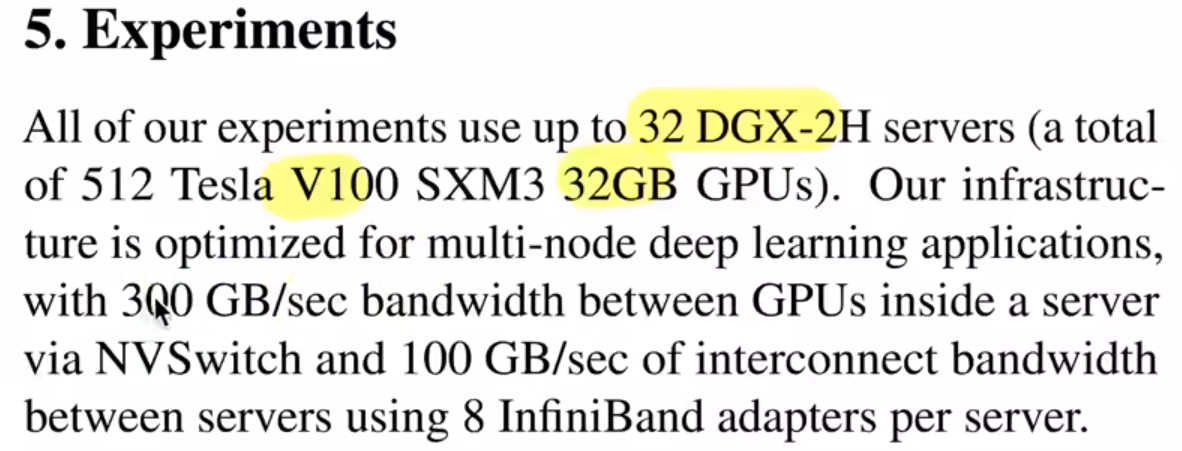 5. Experiments
All of our experiments use up to 32 DGX-2H servers (a total
of 512 Tesla V100 SXM3 32GB GPUs). Our infrastruc-
ture is optimized for multi-node deep learning applications,
with 300 GB/sec bandwidth between GPUs inside a server
via NVSwitch and 100 GB/sec of interconnect bandwidth
between servers using 8 InfiniBand adapters per server.